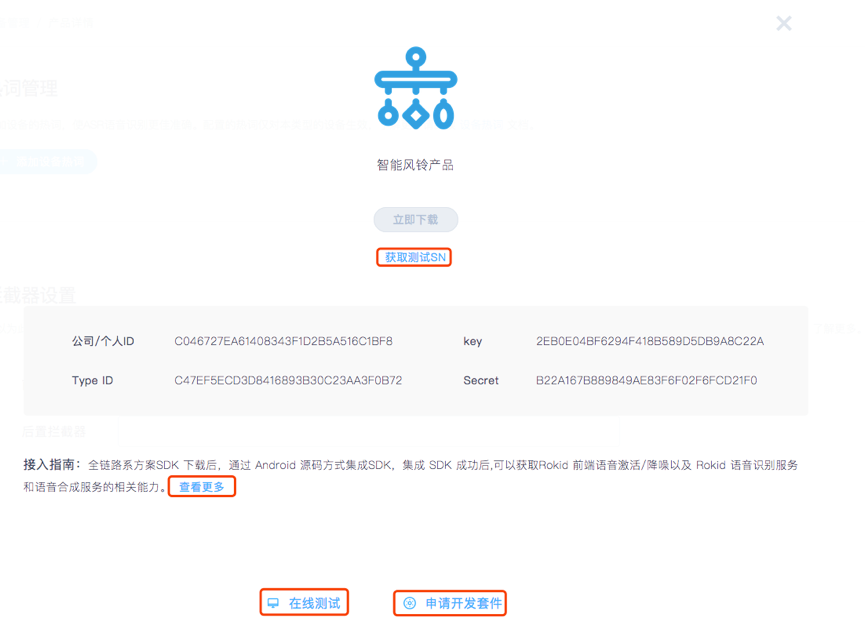 智能风铃产品
立即下载
获取测试SN
公司/个人ID C046727EA61408343F1D2B5A516C1BF8 key 2EB0E04BF6294F418B589D5DB9A8C22A
Type ID C47EF5ECD3D8416893B30C23AA3F0B72 Secret B22A167B889849AE83F6F02F6FCD21F0
接入指南：全链路系方案SDK 下载后，通过 Android 源码方式集成SDK，集成 SDK 成功后,可以获取Rokid 前端语音激活/降噪以及 Rokid 语音识别服务
和语音合成服务的相关能力。查看更多
在线测试 申请开发套件